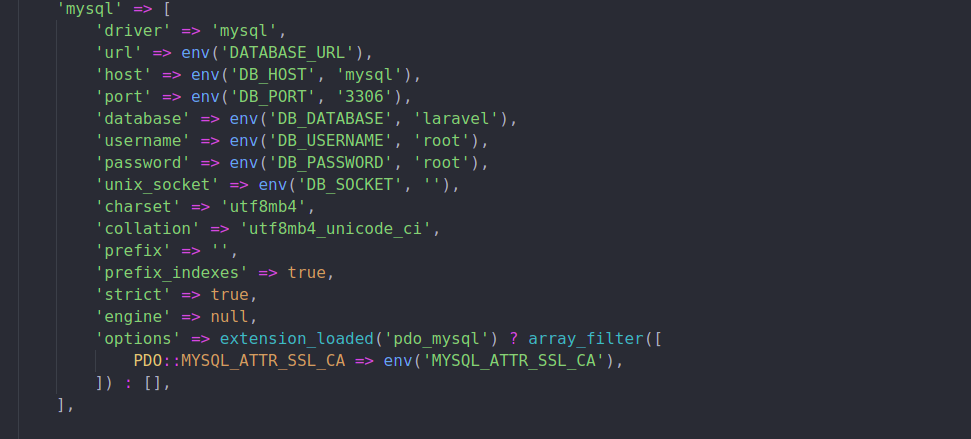 'mysql' => [
'driver' => 'mysql',
'url' => env('DATABASE_URL'),
'host' => env('DB_HOST', 'mysql'),
'port' => env('DB_PORT', '3306'),
'database' => env('DB_DATABASE', 'laravel'),
'username' => env('DB_USERNAME', 'root'),
'password' => env('DB_PASSWORD', 'root'),
'unix_socket' => env('DB_SOCKET', ''),
'charset' => 'utf8mb4',
'collation' => 'utf8mb4_unicode_ci',
'prefix' => '',
'prefix_indexes' => true,
'strict' => true,
'engine' => null,
'options' => extension_loaded('pdo_mysql') ? array_filter([
PDO::MYSQL_ATTR_SSL_CA => env('MYSQL_ATTR_SSL_CA'),
]) : [],
],